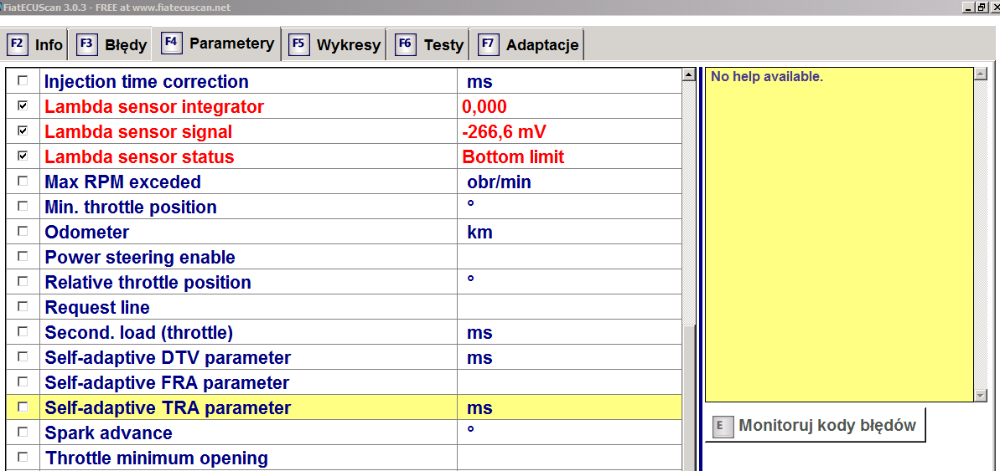 FiatECUScan 3.0.3 - FREE at www.fiatecuscan.net
F2 Info F3 Błędy F4 Parametery F5 Wykresy F6 Testy F7 Adaptacje
Injection time correction ms
Lambda sensor integrator 0,000
Lambda sensor signal -266,6 mV
Lambda sensor status Bottom limit
Max RPM exceded obr/min
Min. throttle position °
Odometer km
Power steering enable
Relative throttle position °
Request line
Second. load (throttle) ms
Self-adaptive DTV parameter ms
Self-adaptive FRA parameter
Self-adaptive TRA parameter ms
Spark advance °
Throttle minimum opening
No help available.
E Monitoruj kody błędów